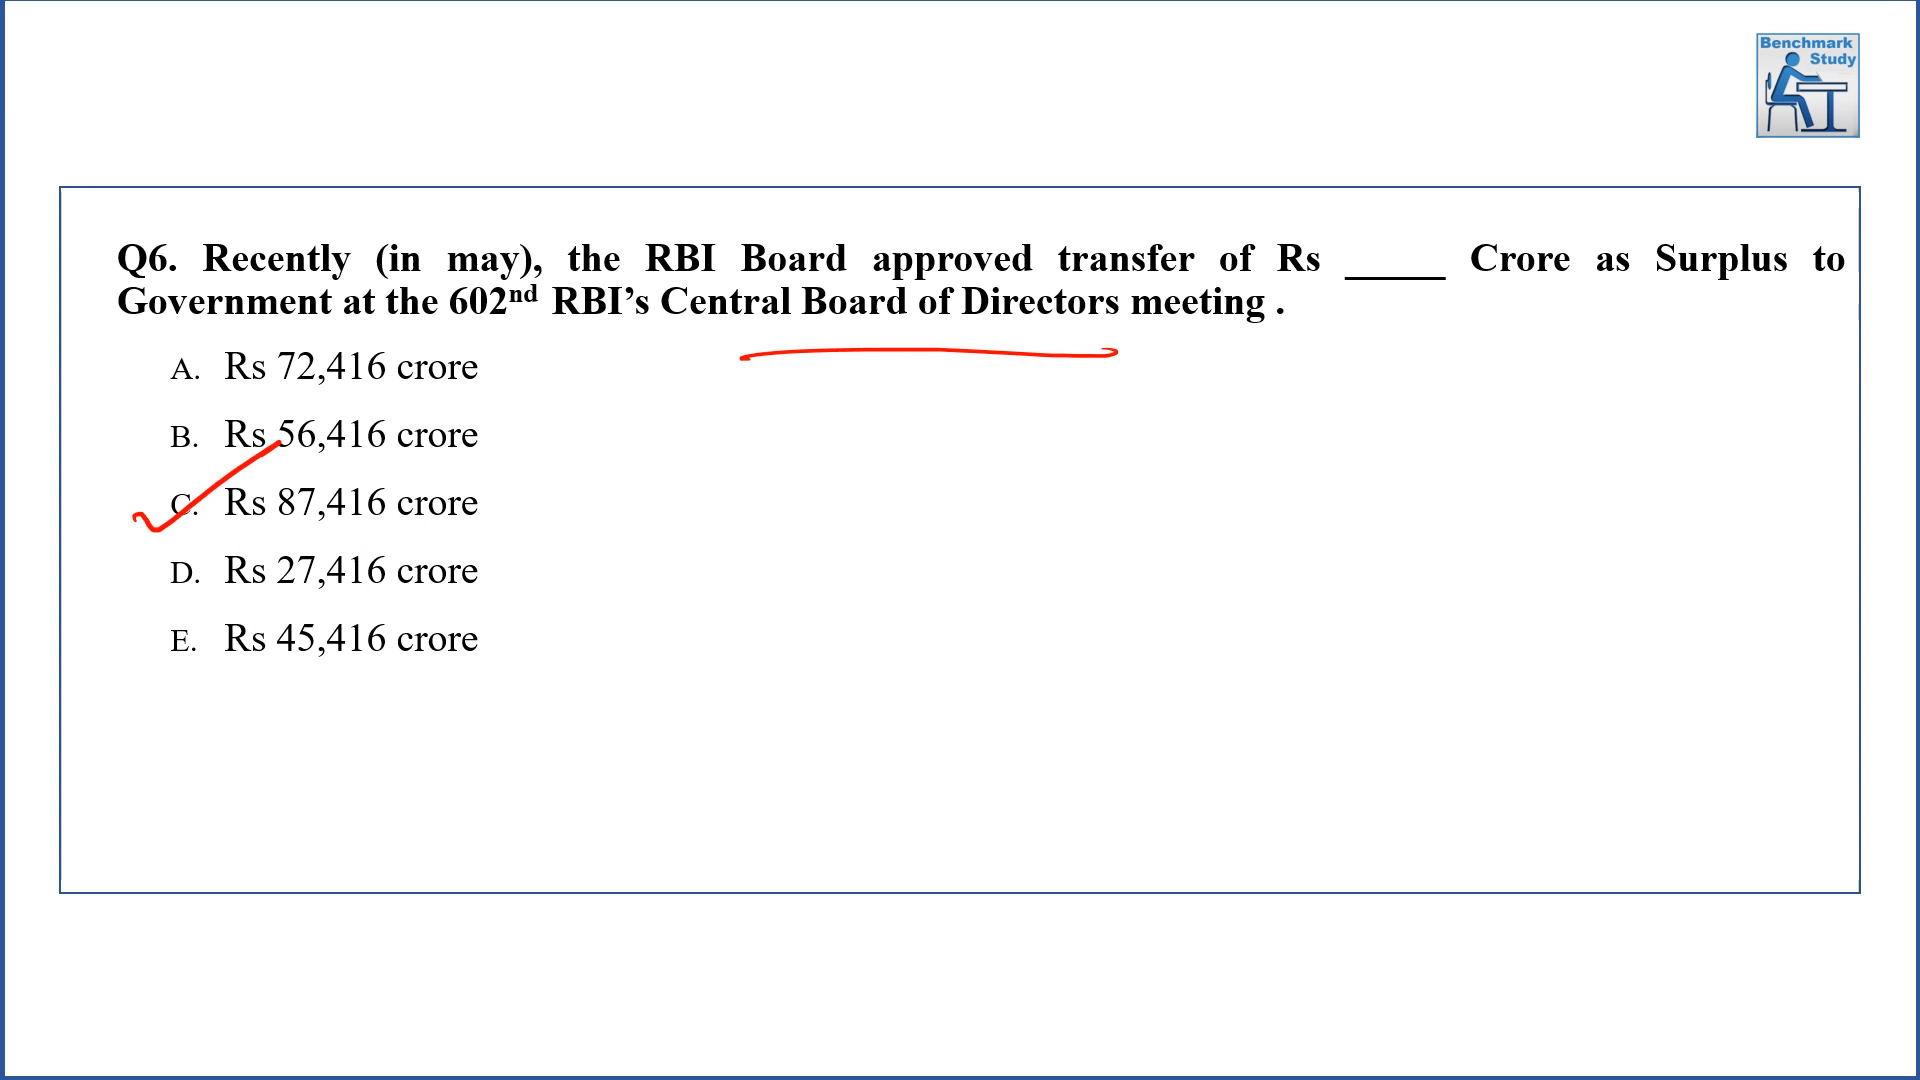 Benchmark
Study
Q6. Recently (in may), the RBI Board approved transfer of Rs _____ Crore as Surplus to
Government at the 602nd RBI’s Central Board of Directors meeting .
A. Rs 72,416 crore
B. Rs 56,416 crore
C. Rs 87,416 crore
D. Rs 27,416 crore
E. Rs 45,416 crore